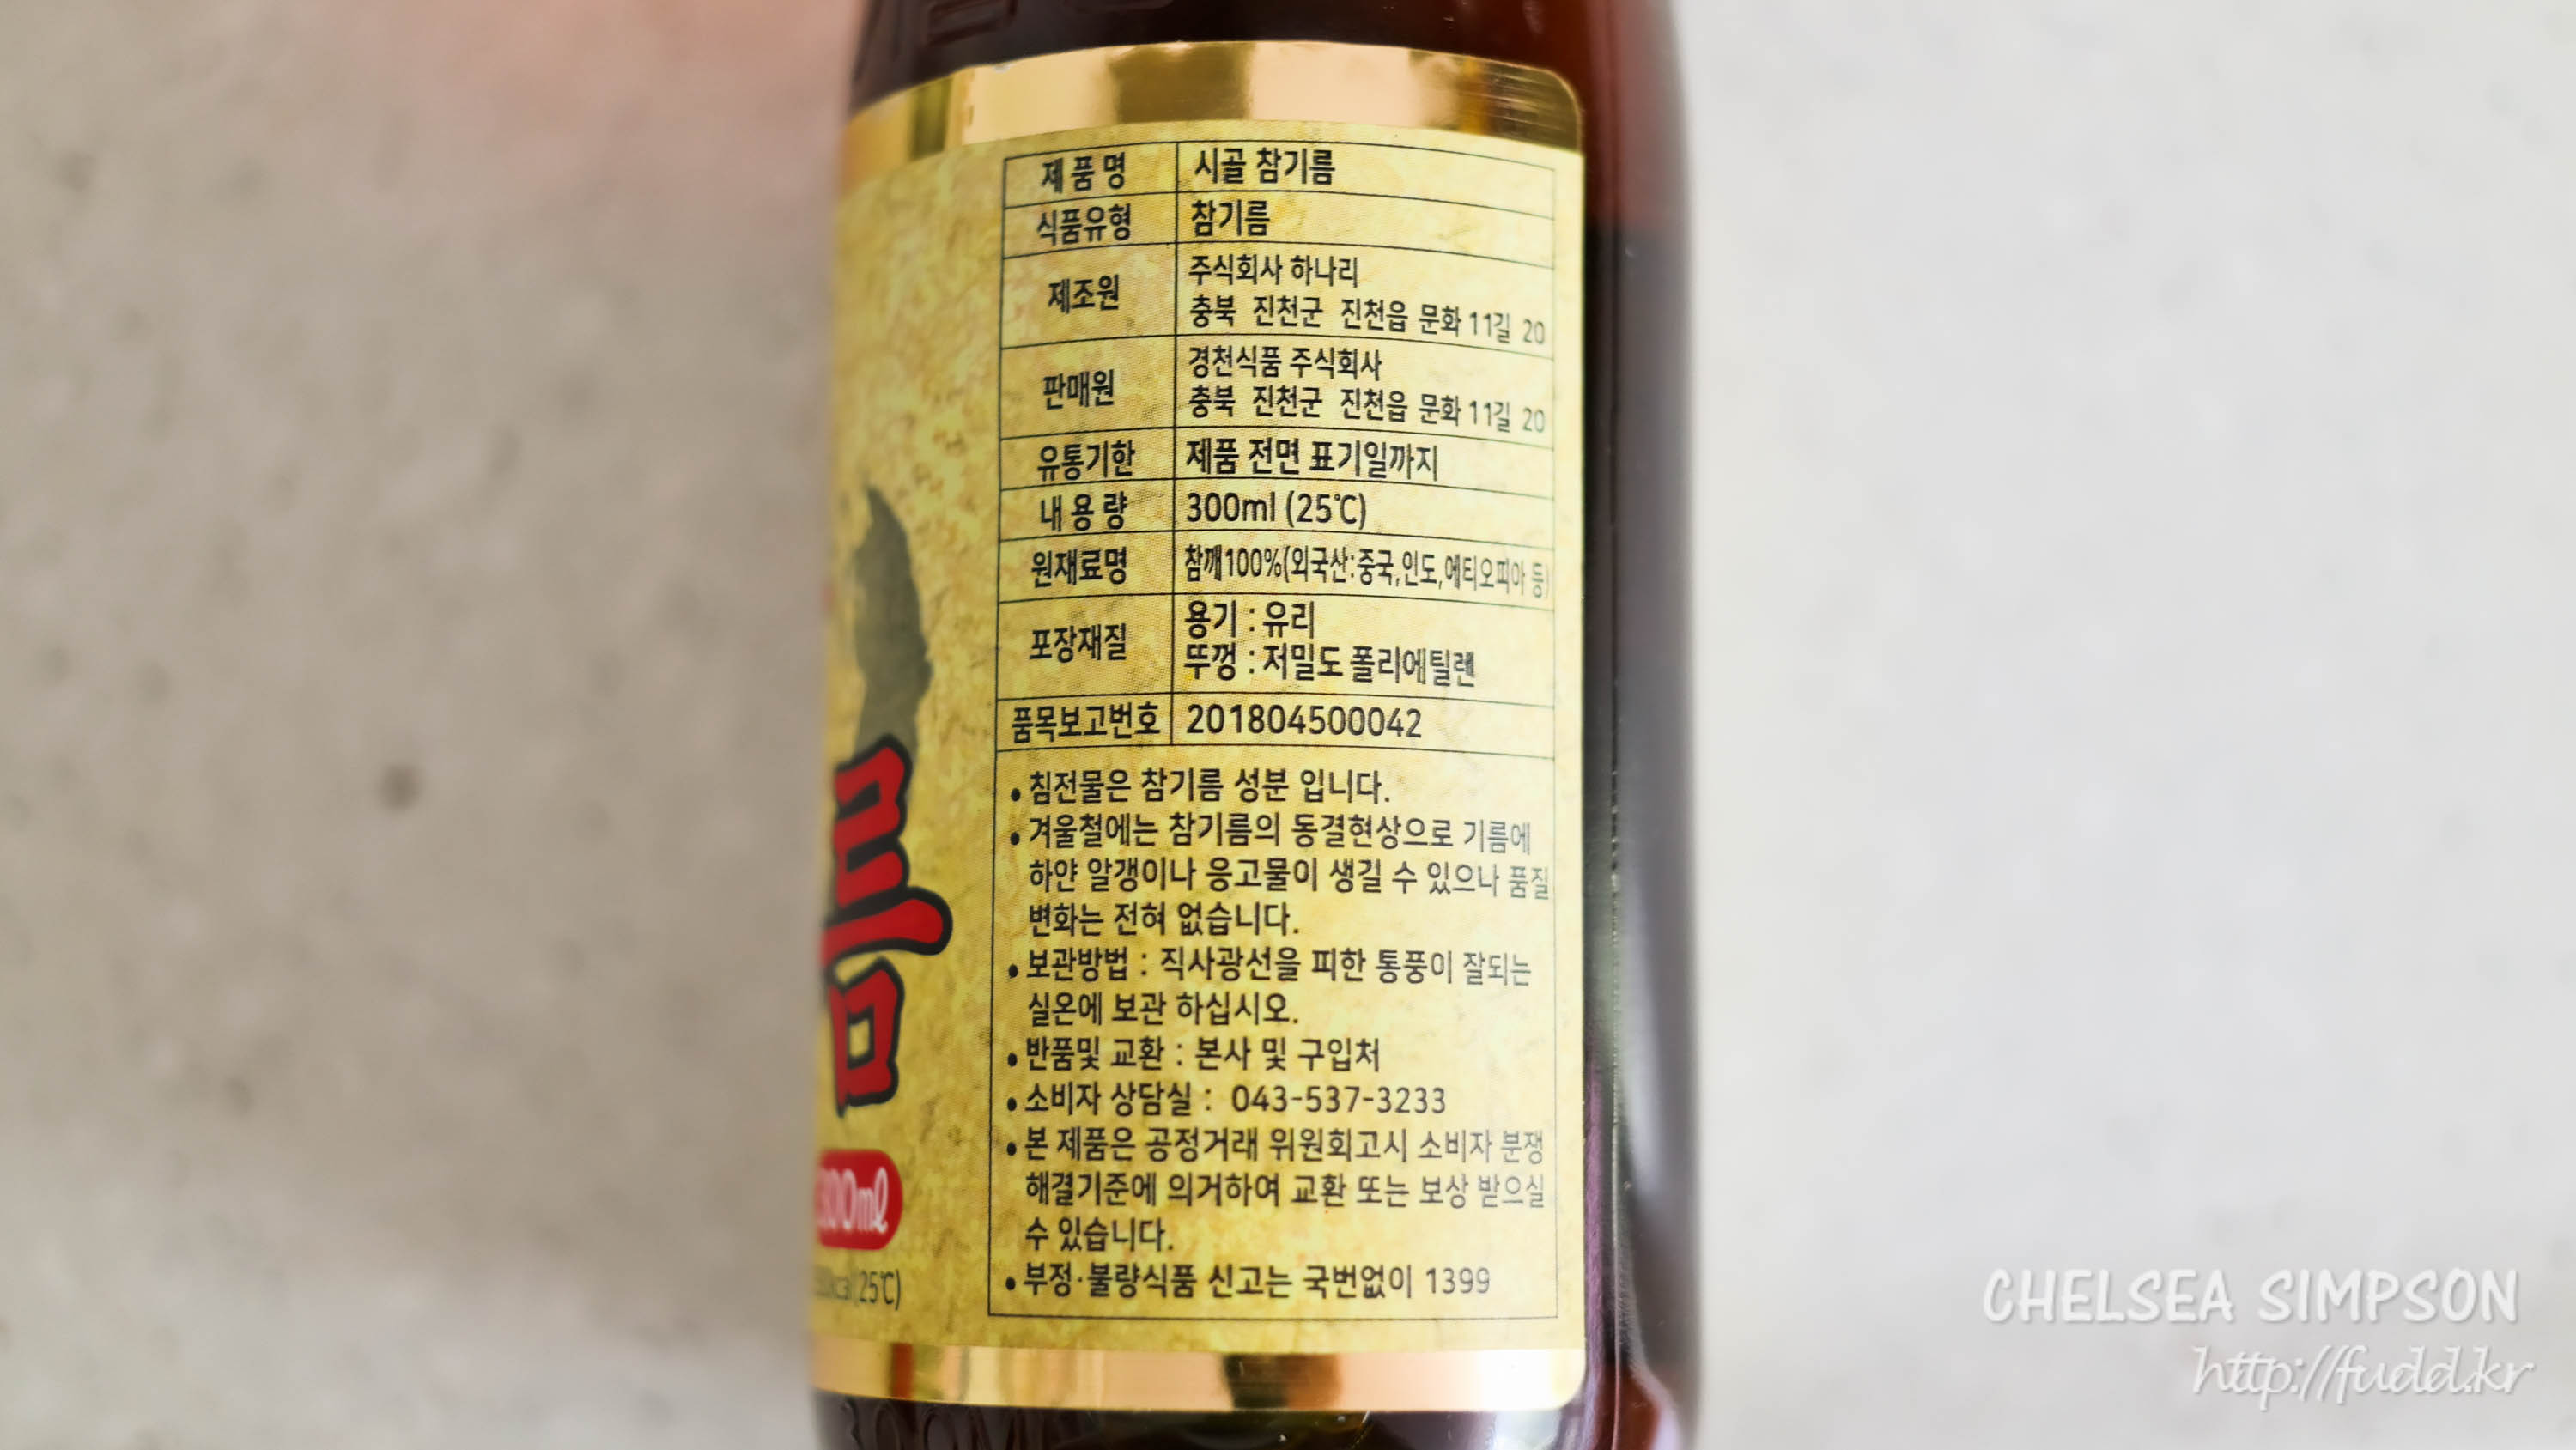 제품명 시골 참기름
식품유형 참기름
제조원 주식회사 하나리
충북 진천군 진천읍 문화 11길 20
판매원 경천식품 주식회사
충북 진천군 진천읍 문화 11길 20
유통기한 제품 전면 표기일까지
내용량 300ml (25℃)
원재료명 참깨100%(외국산:중국,인도,에티오피아 등)
포장재질 용기 : 유리
뚜껑 : 저밀도 폴리에틸렌
품목보고번호 201804500042
• 침전물은 참기름 성분 입니다.
• 겨울철에는 참기름의 동결현상으로 기름에
하얀 알갱이나 응고물이 생길 수 있으나 품질
변화는 전혀 없습니다.
• 보관방법 : 직사광선을 피한 통풍이 잘되는
실온에 보관 하십시오.
• 반품및 교환 : 본사 및 구입처
• 소비자 상담실 : 043-537-3233
• 본 제품은 공정거래 위원회고시 소비자 분쟁
해결기준에 의거하여 교환 또는 보상 받으실
수 있습니다.
• 부정·불량식품 신고는 국번없이 1399
름
300ml
(25℃)
CHELSEA SIMPSON
http://fudd.kr